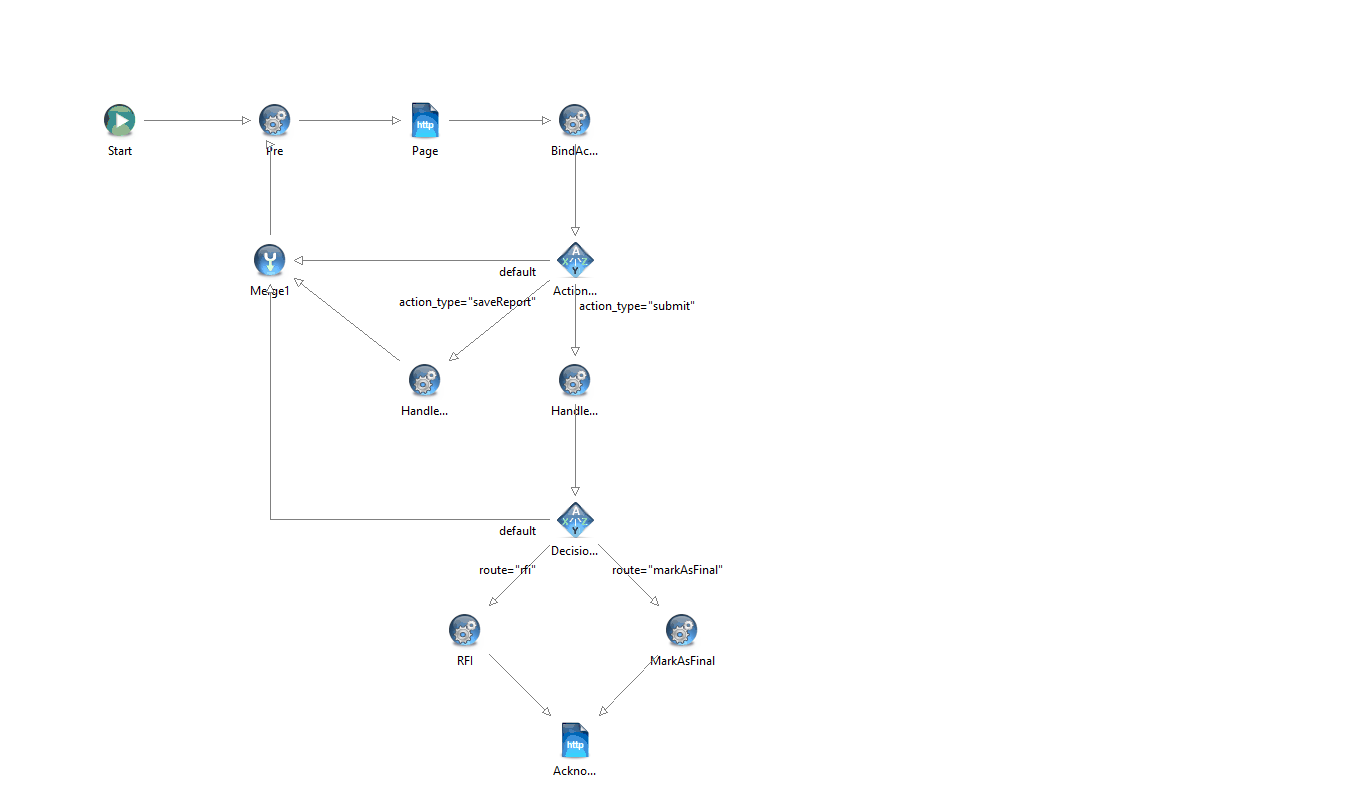 Start
Pre
http
Page
BindAc...
Merge1
default
A
X Z
Y
Action...
action_type="saveReport"
action_type="submit"
Handle...
Handle...
default
A
X Z
Y
Decisio...
route="rfi"
route="markAsFinal"
RFI
MarkAsFinal
http
Ackno...